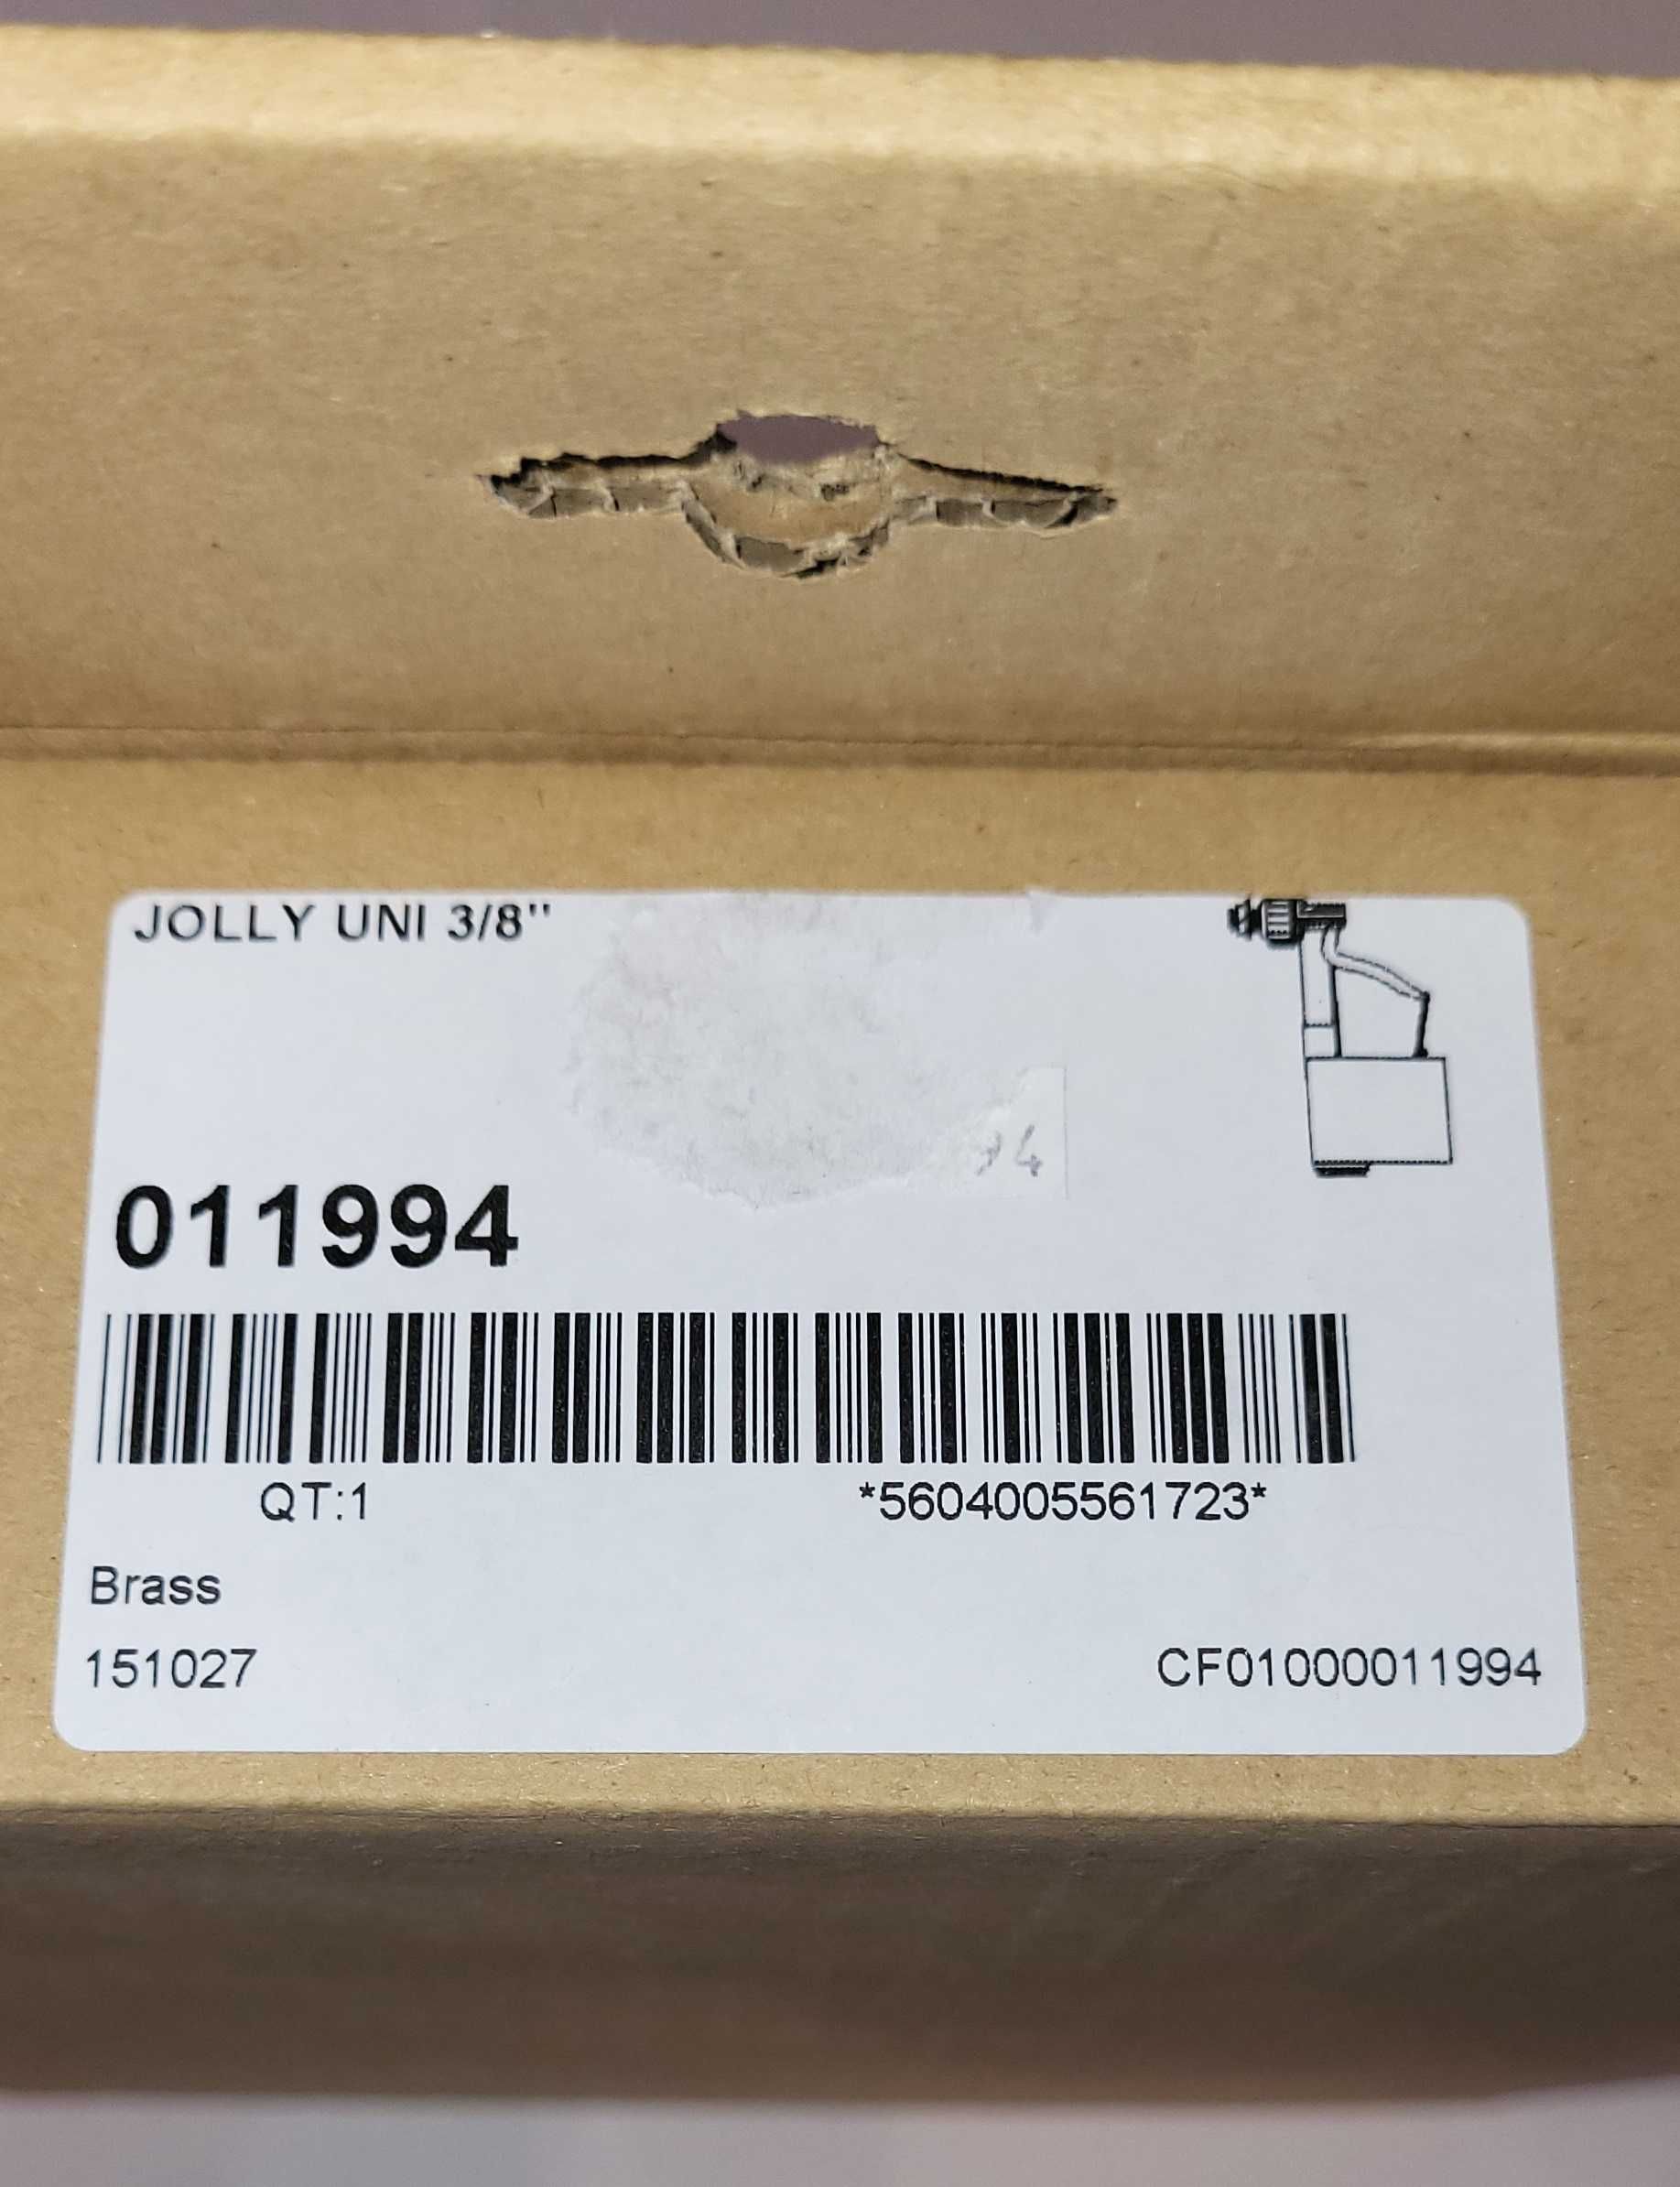 JOLLY UNI 3/8"
011994
QT:1 *5604005561723*
Brass
151027 CF01000011994